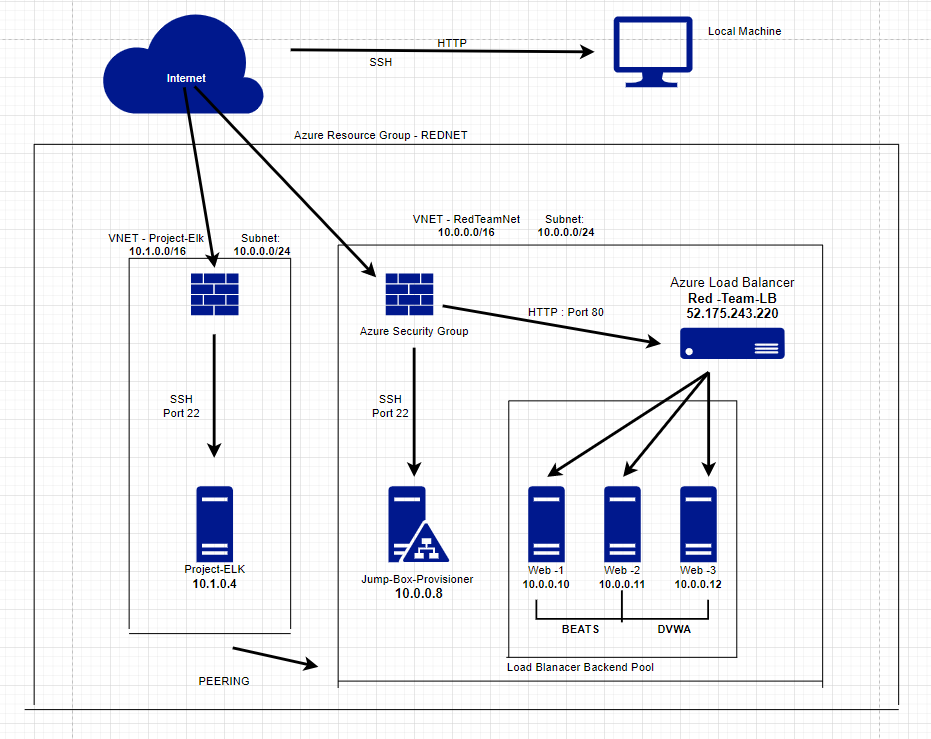 HTTP
Local Machine
SSH
Internet
Azure Resource Group - REDNET
VNET - RedTeamNet
Subnet:
10.0.0.0/16
10.0.0.0/24
VNET - Project-Elk
Subnet:
10.1.0.0/16
10.0.0.0/24
Azure Load Balancer
Red -Team-LB
52.175.243.220
HTTP : Port 80
Azure Security Group
SSH
Port 22
SSH
Port 22
Project-ELK
10.1.0.4
Jump-Box-Provisioner
10.0.0.8
Web -1
10.0.0.10
Web -2
10.0.0.11
Web -3
10.0.0.12
BEATS
DVWA
Load Blanacer Backend Pool
PEERING